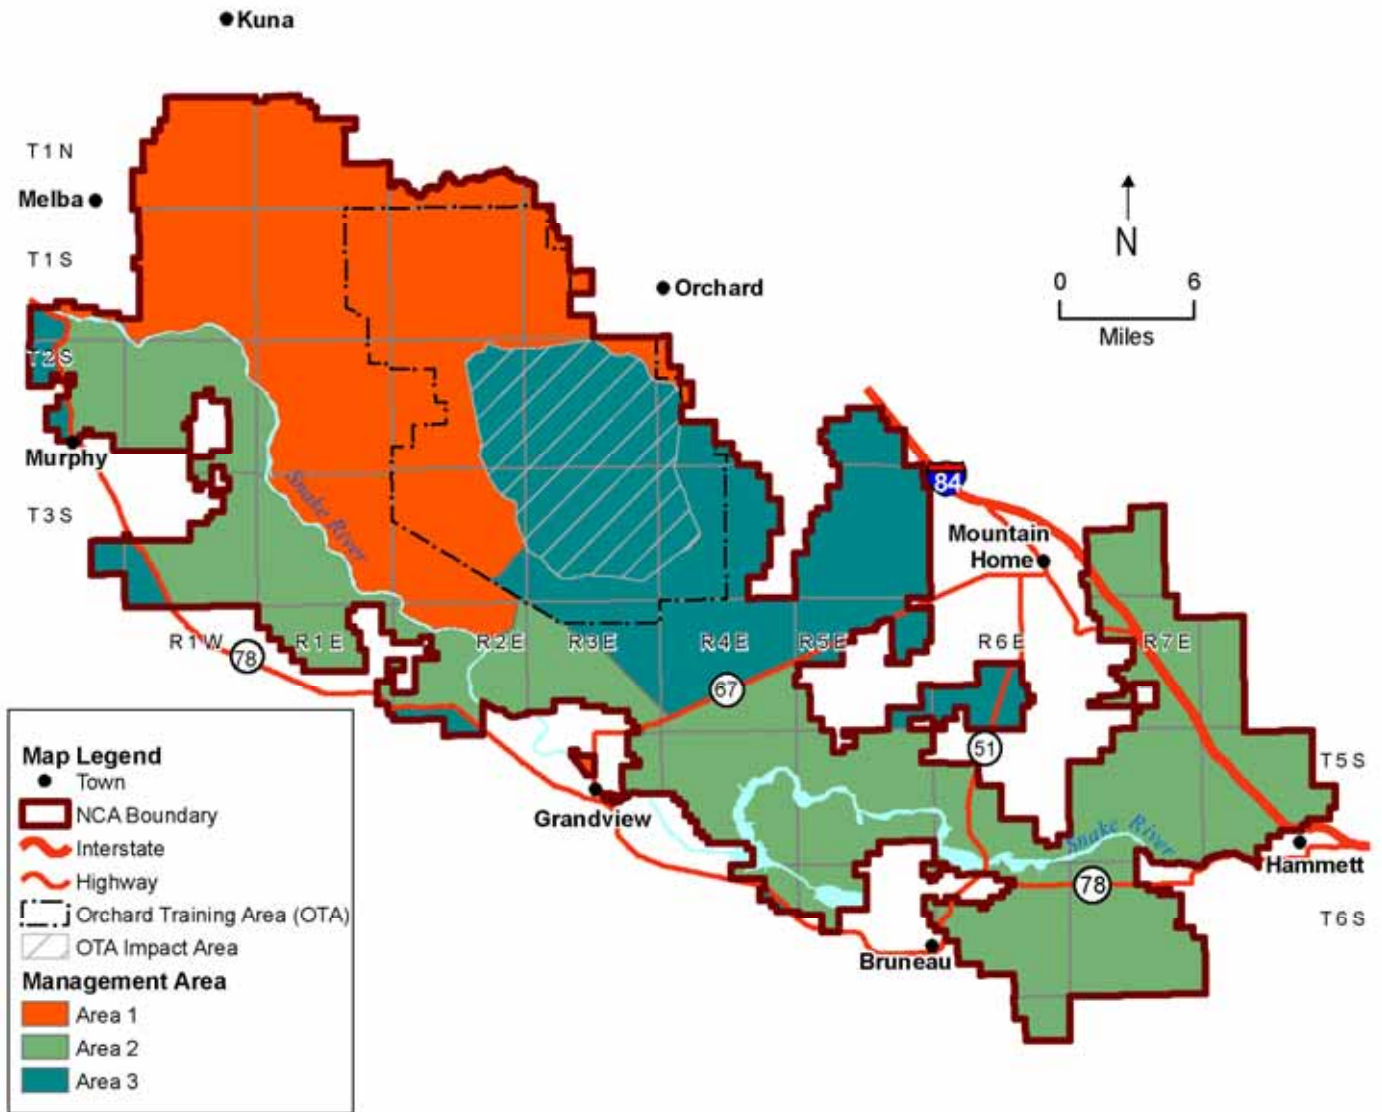 Kuna
T1N
Melba
T1S
Orchard
N
0 6
Miles
T2S
Murphy
T3S
Snake River
84
Mountain
Home
R1W
R1E
R2E
R3E
R4E
R5E
R6E
R7E
78
67
51
T5S
Grandview
Snake River
Hammett
78
T6S
Bruneau
Map Legend
Town
NCA Boundary
Interstate
Highway
Orchard Training Area (OTA)
OTA Impact Area
Management Area
Area 1
Area 2
Area 3